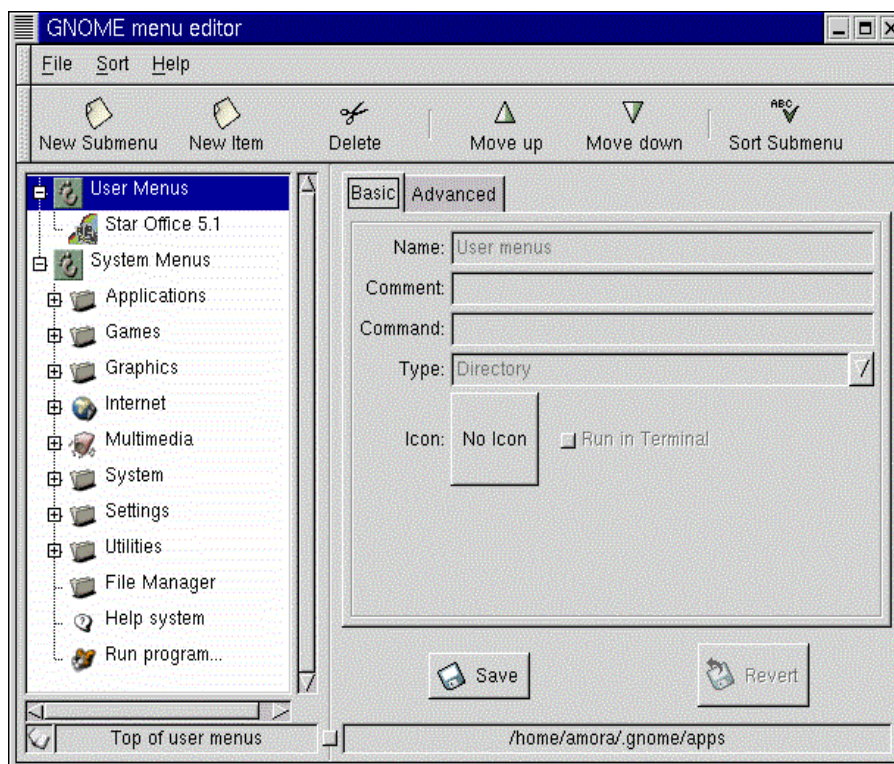 GNOME menu editor
File Sort Help
New Submenu New Item Delete Move up Move down ABC Sort Submenu
User Menus
Star Office 5.1
System Menus
Applications
Games
Graphics
Internet
Multimedia
System
Settings
Utilities
File Manager
Help system
Run program...
Top of user menus
Basic Advanced
Name: User menus
Comment:
Command:
Type: Directory
Icon: No Icon Run in Terminal
Save Revert
/home/amora/.gnome/apps